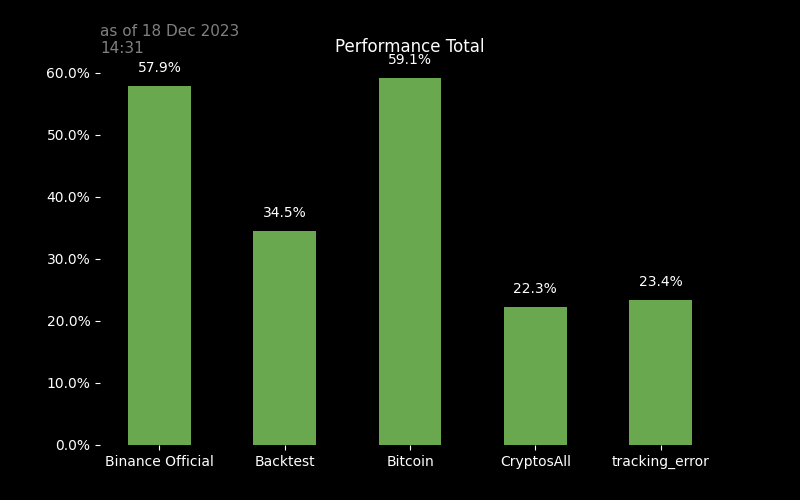 as of 18 Dec 2023
14:31
Performance Total
57.9%
34.5%
59.1%
22.3%
23.4%
60.0%
50.0%
40.0%
30.0%
20.0%
10.0%
0.0%
Binance Official
Backtest
Bitcoin
CryptosAll
tracking_error